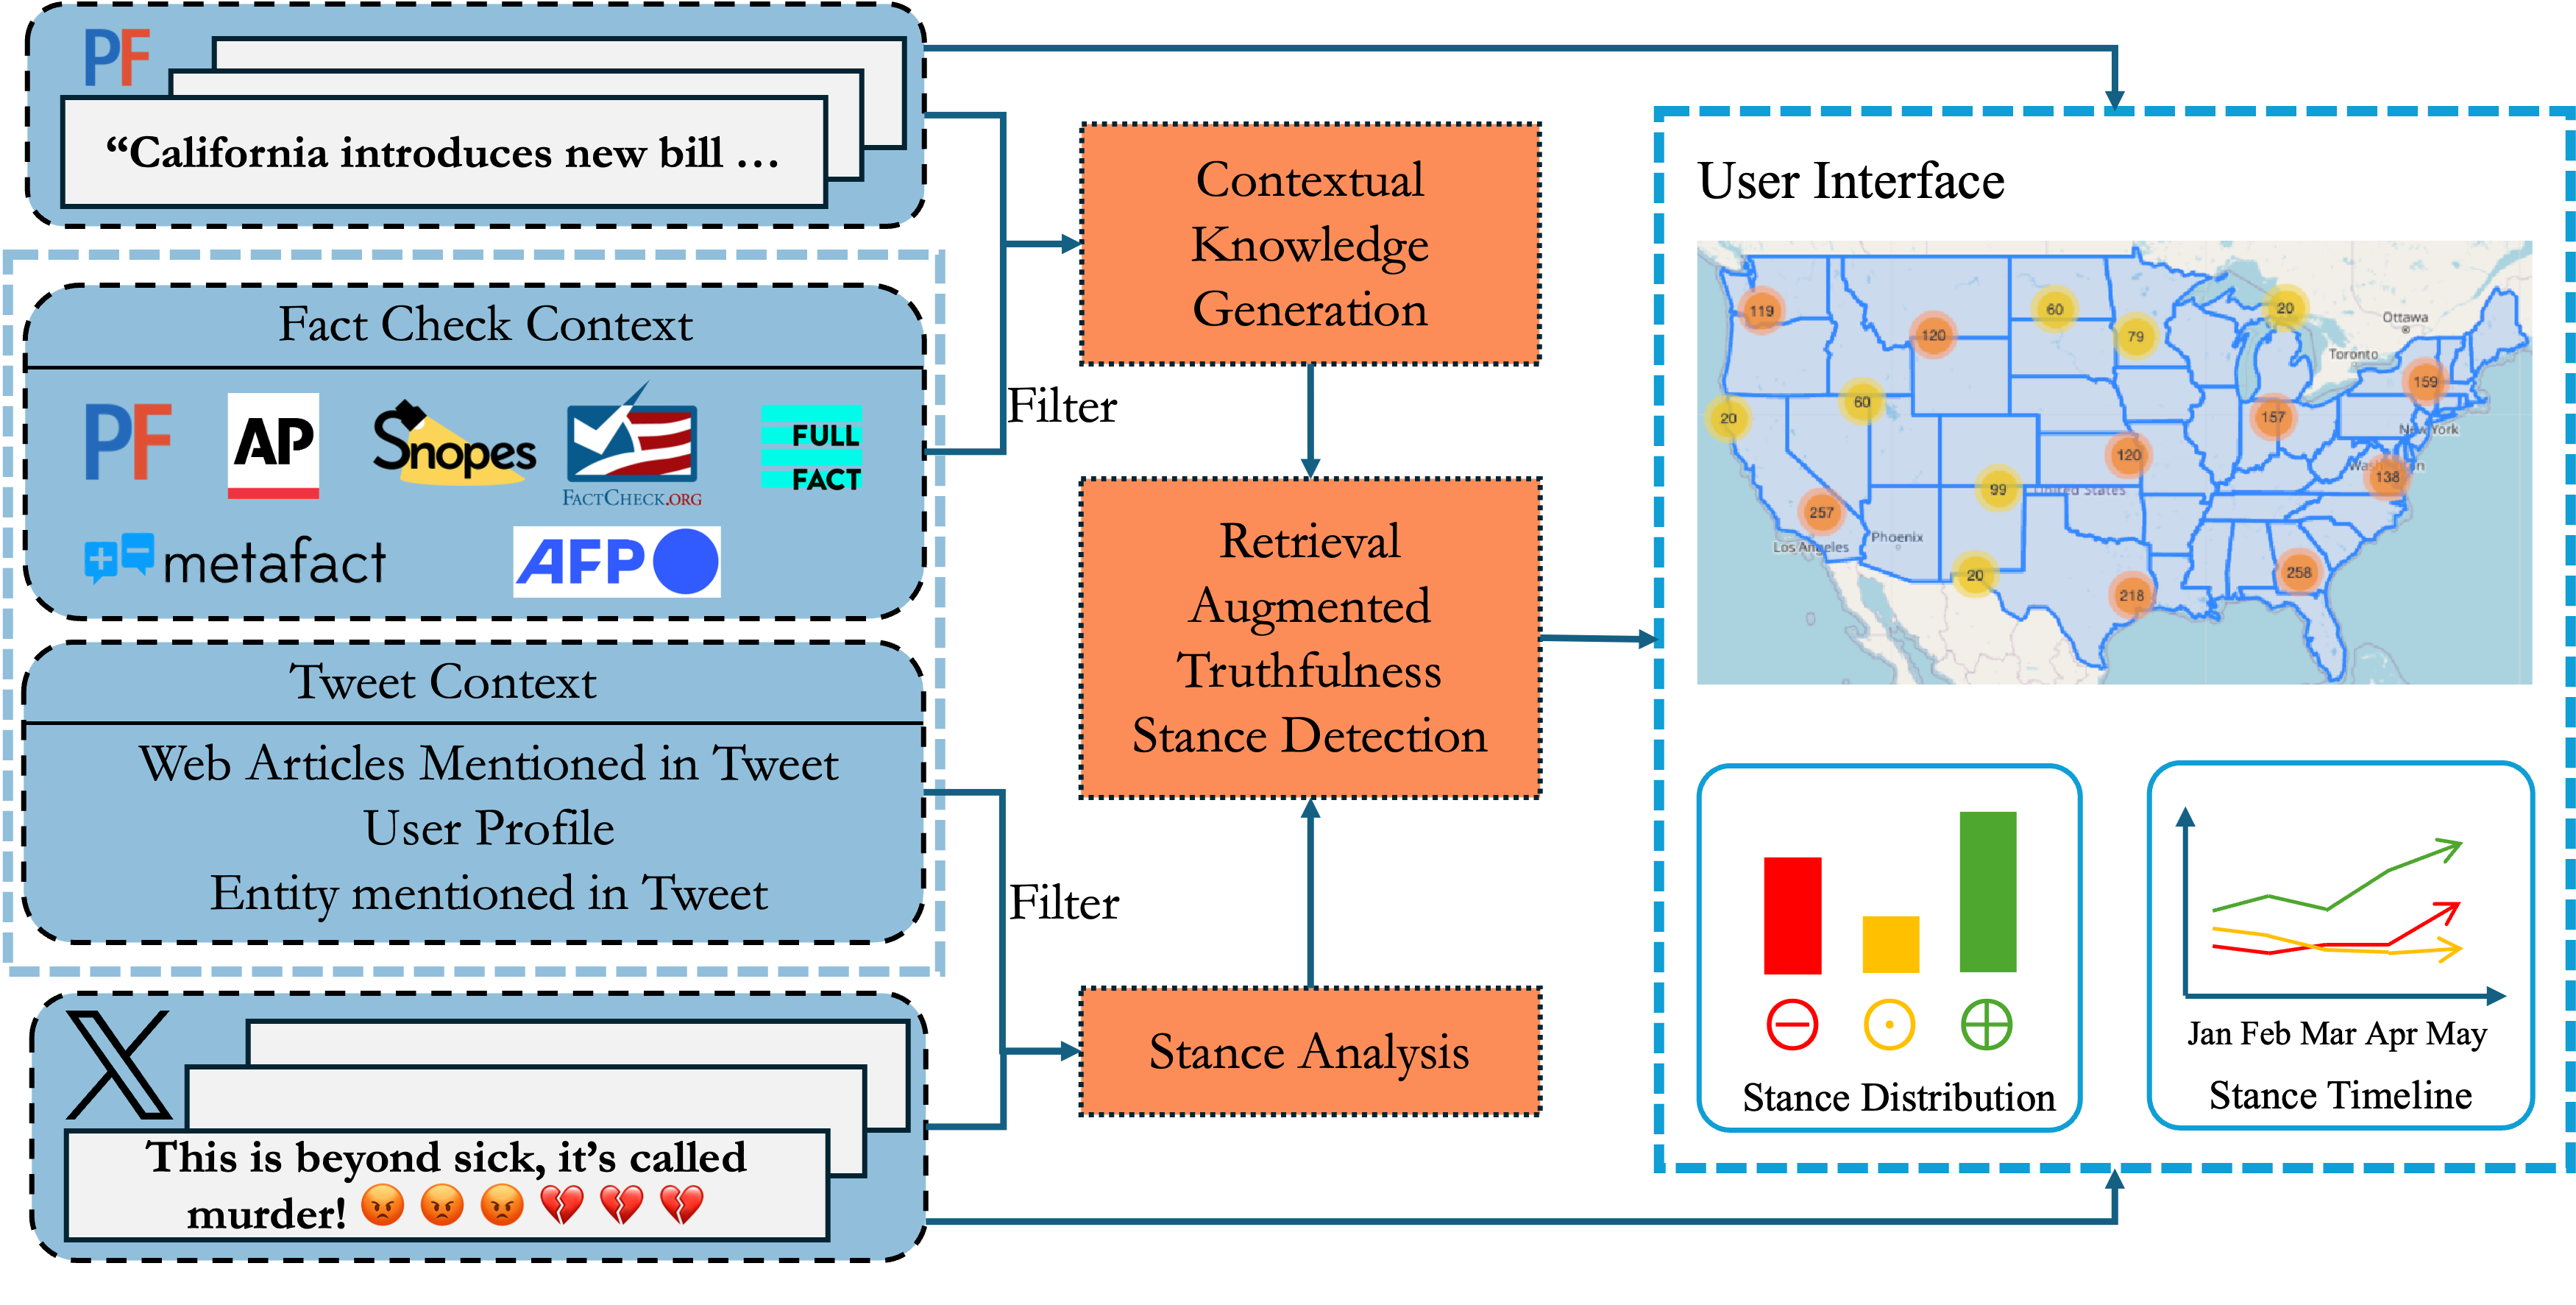 PF
“California introduces new bill …
Fact Check Context
PF
AP
Snopes
FACTCHECK.ORG
FULL
FACT
metafact
AFP
Tweet Context
Web Articles Mentioned in Tweet
User Profile
Entity mentioned in Tweet
X
This is beyond sick, it’s called
murder! 😡 😡 😡 💔 💔 💔
Filter
Filter
Contextual
Knowledge
Generation
Retrieval
Augmented
Truthfulness
Stance Detection
Stance Analysis
User Interface
119
120
60
79
20
Ottawa
Toronto
159
20
60
157
New York
120
Washington
138
99
United States
257
Los Angeles
Phoenix
20
218
258
Stance Distribution
Jan Feb Mar Apr May
Stance Timeline